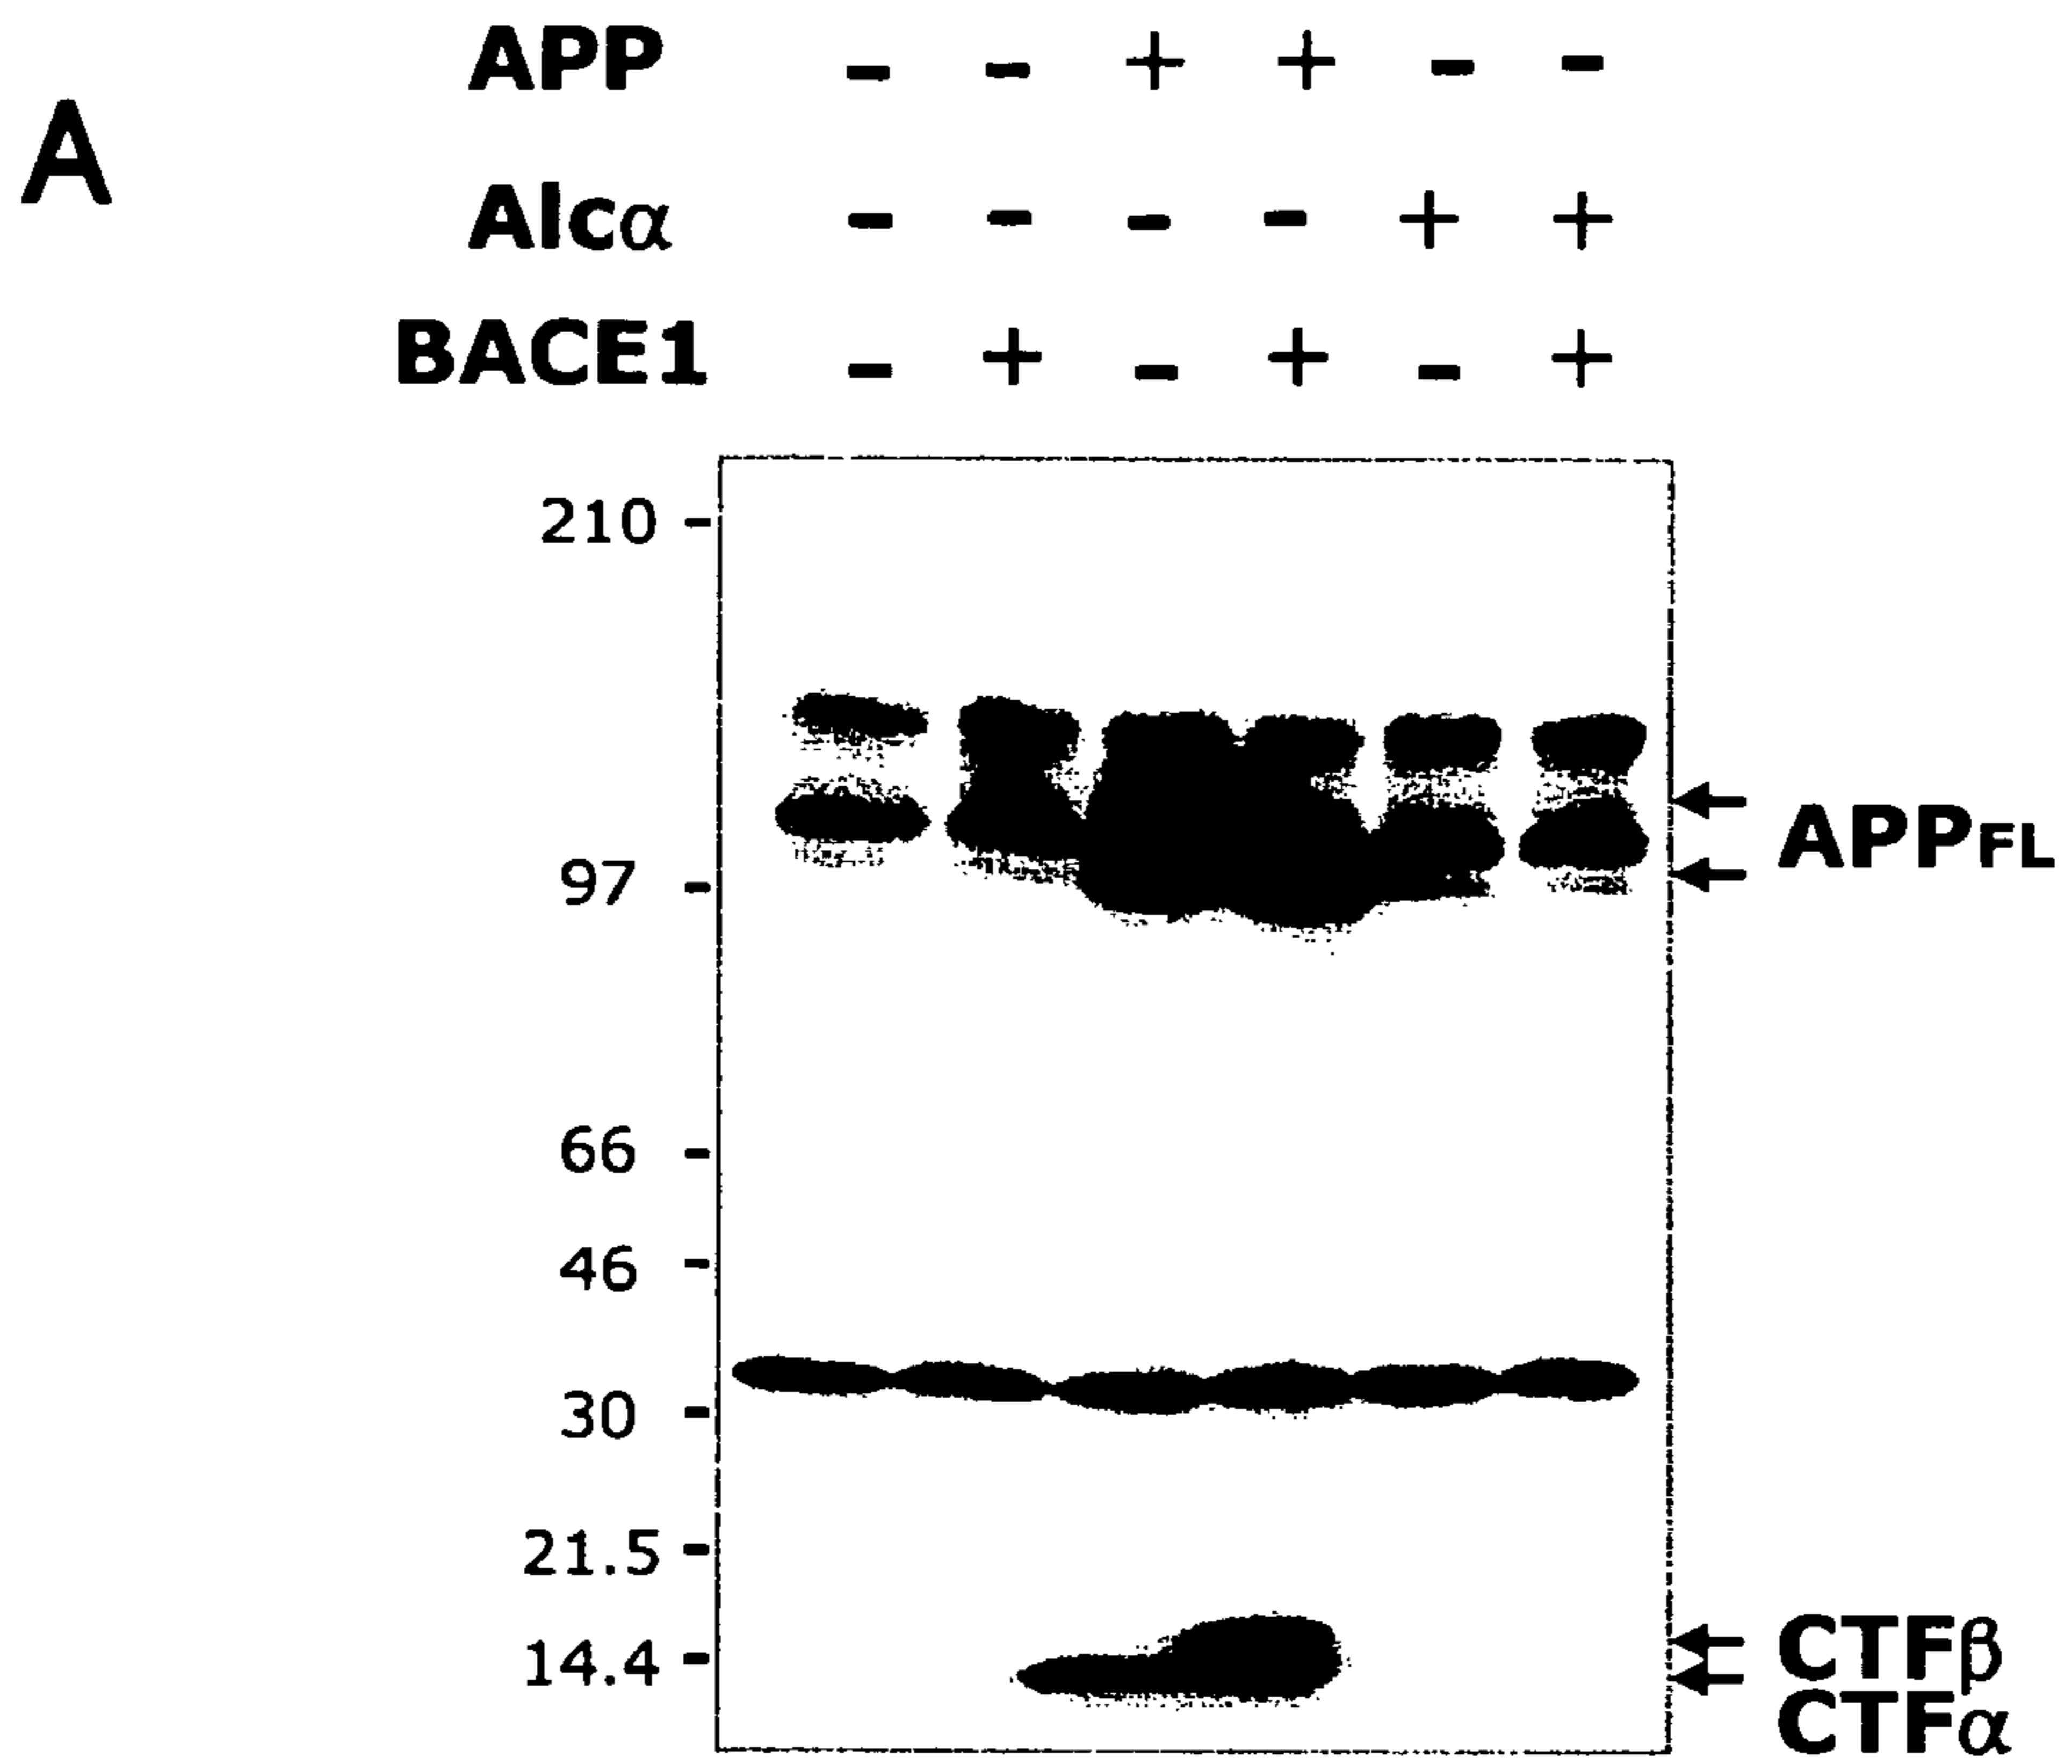 APP - - + + - -
A
Alcα - - - - + +
BACE1 - + - + - +
210 -
97 -
APPFL
66 -
46 -
30 -
21.5 -
14.4 -
CTFβ
CTFα